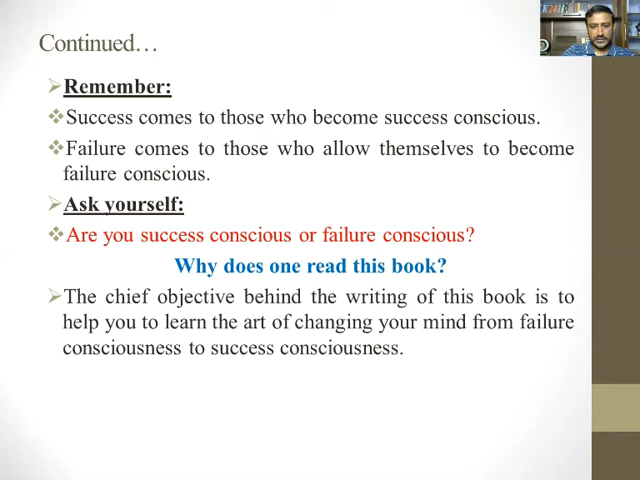 Continued…
Remember:
Success comes to those who become success conscious.
Failure comes to those who allow themselves to become
failure conscious.
Ask yourself:
Are you success conscious or failure conscious?
Why does one read this book?
The chief objective behind the writing of this book is to
help you to learn the art of changing your mind from failure
consciousness to success consciousness.